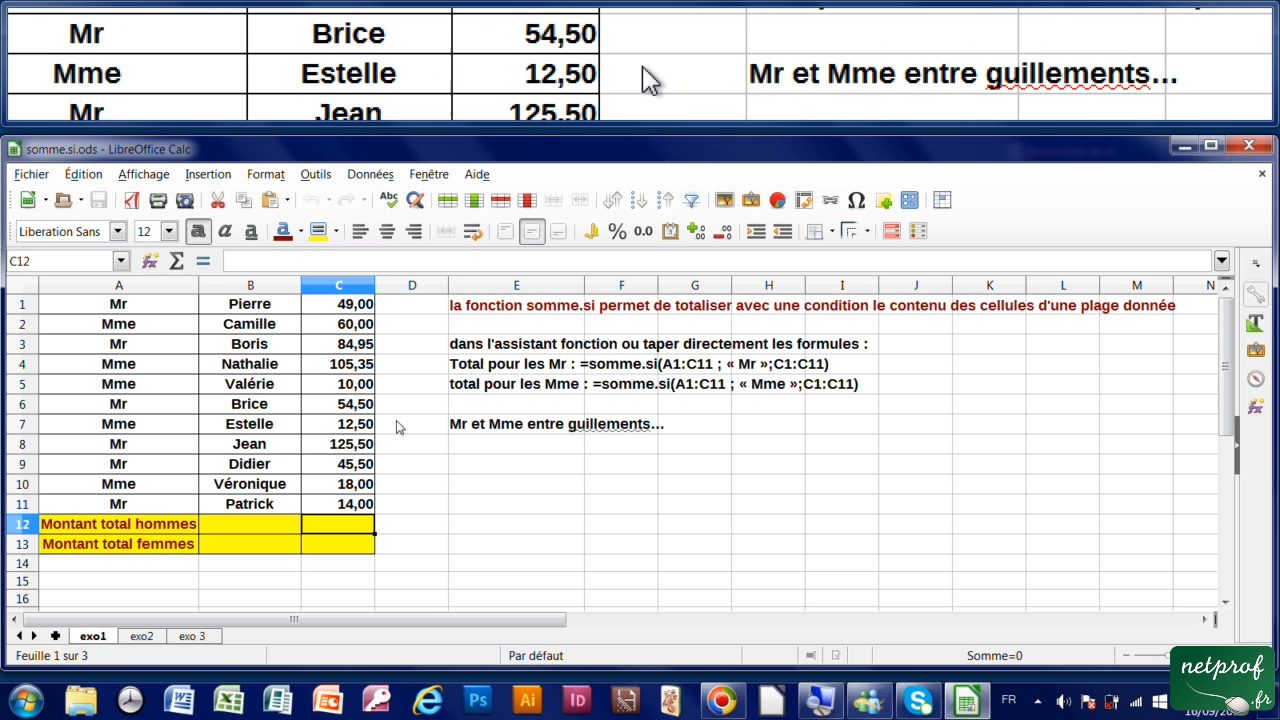 Mr Brice 54,50
Mme Estelle 12,50 Mr et Mme entre guillements...
Mr Jean 125,50
somme.si.ods - LibreOffice Calc
Fichier Édition Affichage Insertion Format Outils Données Fenêtre Aide
Liberation Sans 12
C12
A B C D E F G H I J K L M N
1 Mr Pierre 49,00 la fonction somme.si permet de totaliser avec une condition le contenu des cellules d'une plage donnée
2 Mme Camille 60,00
3 Mr Boris 84,95 dans l'assistant fonction ou taper directement les formules :
4 Mme Nathalie 105,35 Total pour les Mr : =somme.si(A1:C11 ; « Mr »;C1:C11)
5 Mme Valérie 10,00 total pour les Mme : =somme.si(A1:C11 ; « Mme »;C1:C11)
6 Mr Brice 54,50
7 Mme Estelle 12,50 Mr et Mme entre guillements...
8 Mr Jean 125,50
9 Mr Didier 45,50
10 Mme Véronique 18,00
11 Mr Patrick 14,00
12 Montant total hommes
13 Montant total femmes
14
15
16
exo1 exo2 exo 3
Feuille 1 sur 3 Par défaut Somme=0
netprof
.fr
FR